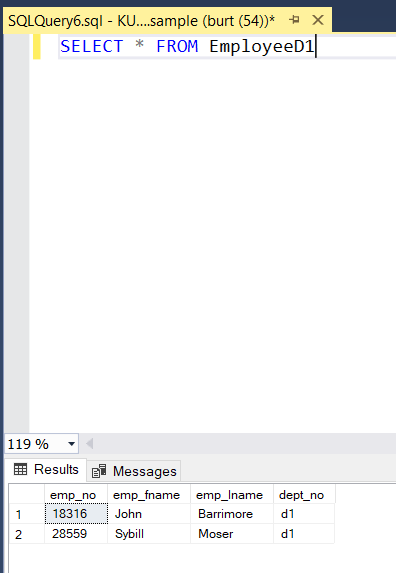 SQLQuery6.sql - KU....sample (burt (54))*
SELECT * FROM EmployeeD1
119 %
Results Messages
emp_no emp_fname emp_lname dept_no
1 18316 John Barrimore d1
2 28559 Sybill Moser d1